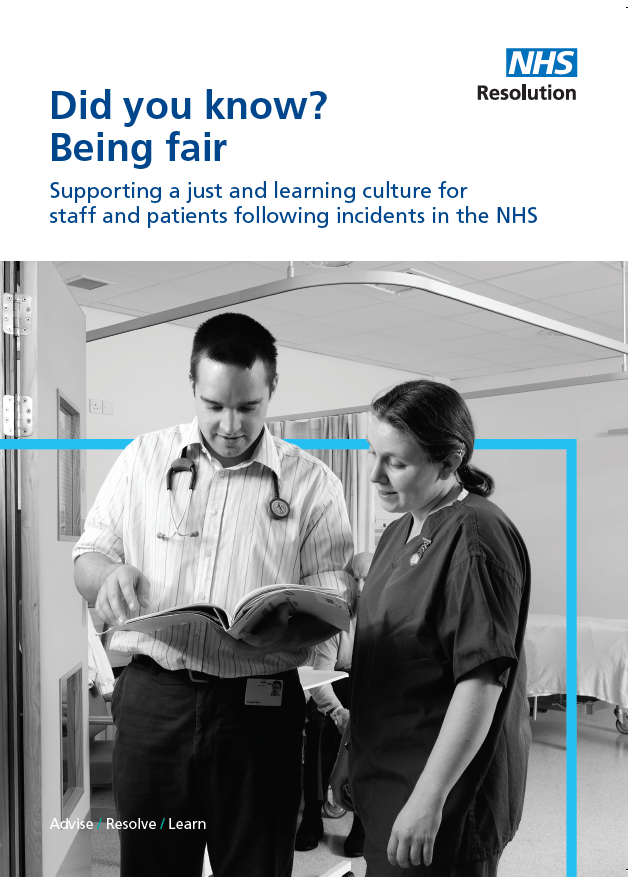 NHS
Resolution
Did you know?
Being fair
Supporting a just and learning culture for
staff and patients following incidents in the NHS
Advise / Resolve / Learn